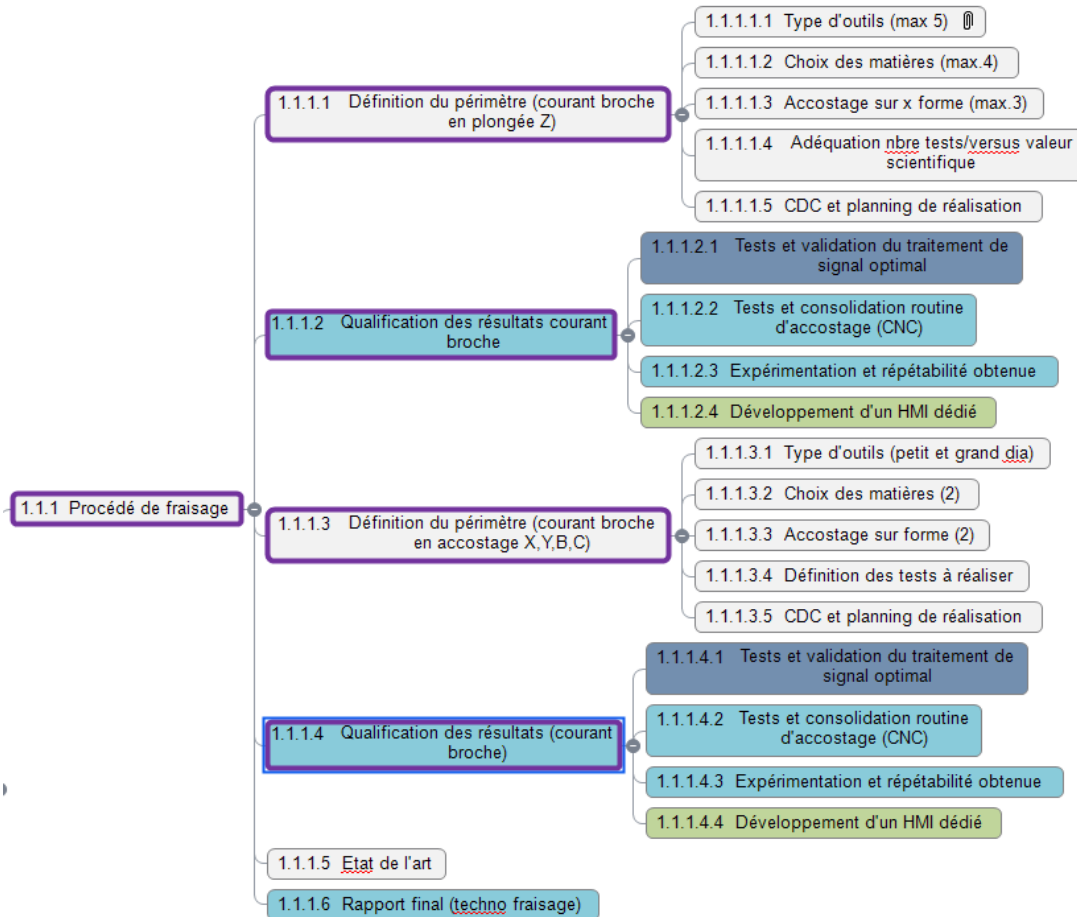 1.1.1 Procédé de fraisage
1.1.1.1 Définition du périmètre (courant broche
en plongée Z)
1.1.1.1.1 Type d'outils (max 5)
1.1.1.1.2 Choix des matières (max.4)
1.1.1.1.3 Accostage sur x forme (max.3)
1.1.1.1.4 Adéquation nbre tests/versus valeur
scientifique
1.1.1.1.5 CDC et planning de réalisation
1.1.1.2 Qualification des résultats courant
broche
1.1.1.2.1 Tests et validation du traitement de
signal optimal
1.1.1.2.2 Tests et consolidation routine
d'accostage (CNC)
1.1.1.2.3 Expérimentation et répétabilité obtenue
1.1.1.2.4 Développement d'un HMI dédié
1.1.1.3 Définition du périmètre (courant broche
en accostage X,Y,B,C)
1.1.1.3.1 Type d'outils (petit et grand dia)
1.1.1.3.2 Choix des matières (2)
1.1.1.3.3 Accostage sur forme (2)
1.1.1.3.4 Définition des tests à réaliser
1.1.1.3.5 CDC et planning de réalisation
1.1.1.4 Qualification des résultats (courant
broche)
1.1.1.4.1 Tests et validation du traitement de
signal optimal
1.1.1.4.2 Tests et consolidation routine
d'accostage (CNC)
1.1.1.4.3 Expérimentation et répétabilité obtenue
1.1.1.4.4 Développement d'un HMI dédié
1.1.1.5 Etat de l'art
1.1.1.6 Rapport final (techno fraisage)